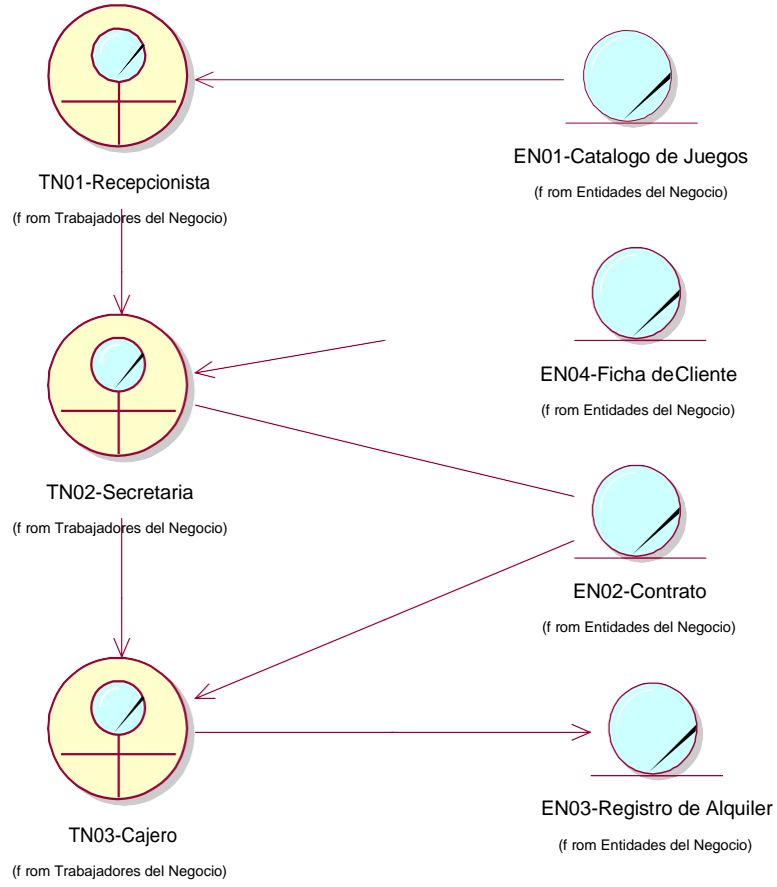 EN01-Catalogo de Juegos
(f rom Entidades del Negocio)
TN01-Recepcionista
(f rom Trabajadores del Negocio)
EN04-Ficha deCliente
(f rom Entidades del Negocio)
TN02-Secretaria
(f rom Trabajadores del Negocio)
EN02-Contrato
(f rom Entidades del Negocio)
EN03-Registro de Alquiler
(f rom Entidades del Negocio)
TN03-Cajero
(f rom Trabajadores del Negocio)